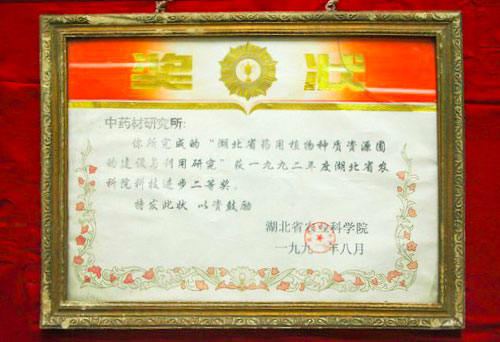 奖 状
中药材研究所:
你所完成的“湖北省药用植物种质资源圃
的建设与利用研究”获一九九二年度湖北省农
科院科技进步二等奖。
特发此状 以资鼓励
湖北省农业科学院
一九九 年八月